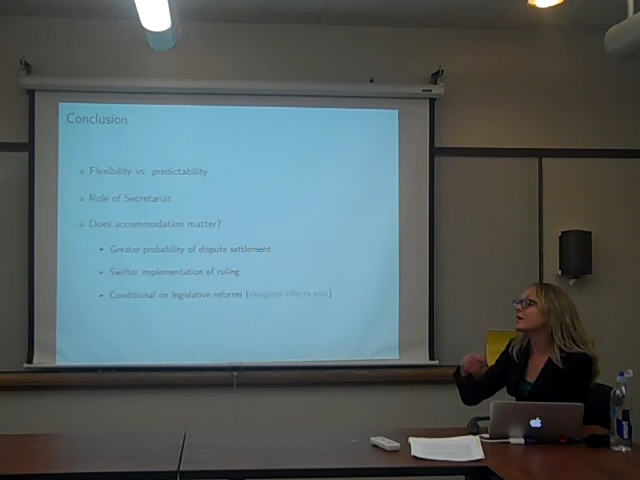 Conclusion
Flexibility vs. predictability
Role of Secretariat
Does accommodation matter?
Greater probability of dispute settlement
Swifter implementation of ruling
Conditional on legislative reforms (marginal effects plot)